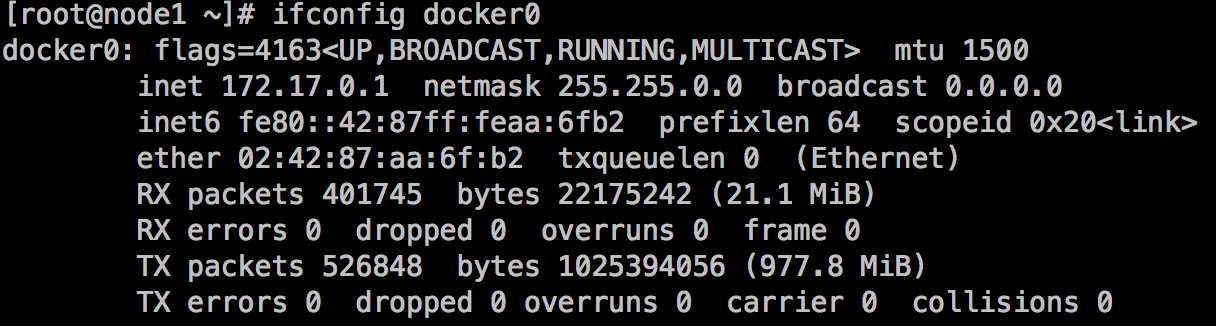 [root@node1 ~]# ifconfig docker0
docker0: flags=4163<UP,BROADCAST,RUNNING,MULTICAST>  mtu 1500
        inet 172.17.0.1  netmask 255.255.0.0  broadcast 0.0.0.0
        inet6 fe80::42:87ff:feaa:6fb2  prefixlen 64  scopeid 0x20<link>
        ether 02:42:87:aa:6f:b2  txqueuelen 0  (Ethernet)
        RX packets 401745  bytes 22175242 (21.1 MiB)
        RX errors 0  dropped 0  overruns 0  frame 0
        TX packets 526848  bytes 1025394056 (977.8 MiB)
        TX errors 0  dropped 0 overruns 0  carrier 0  collisions 0